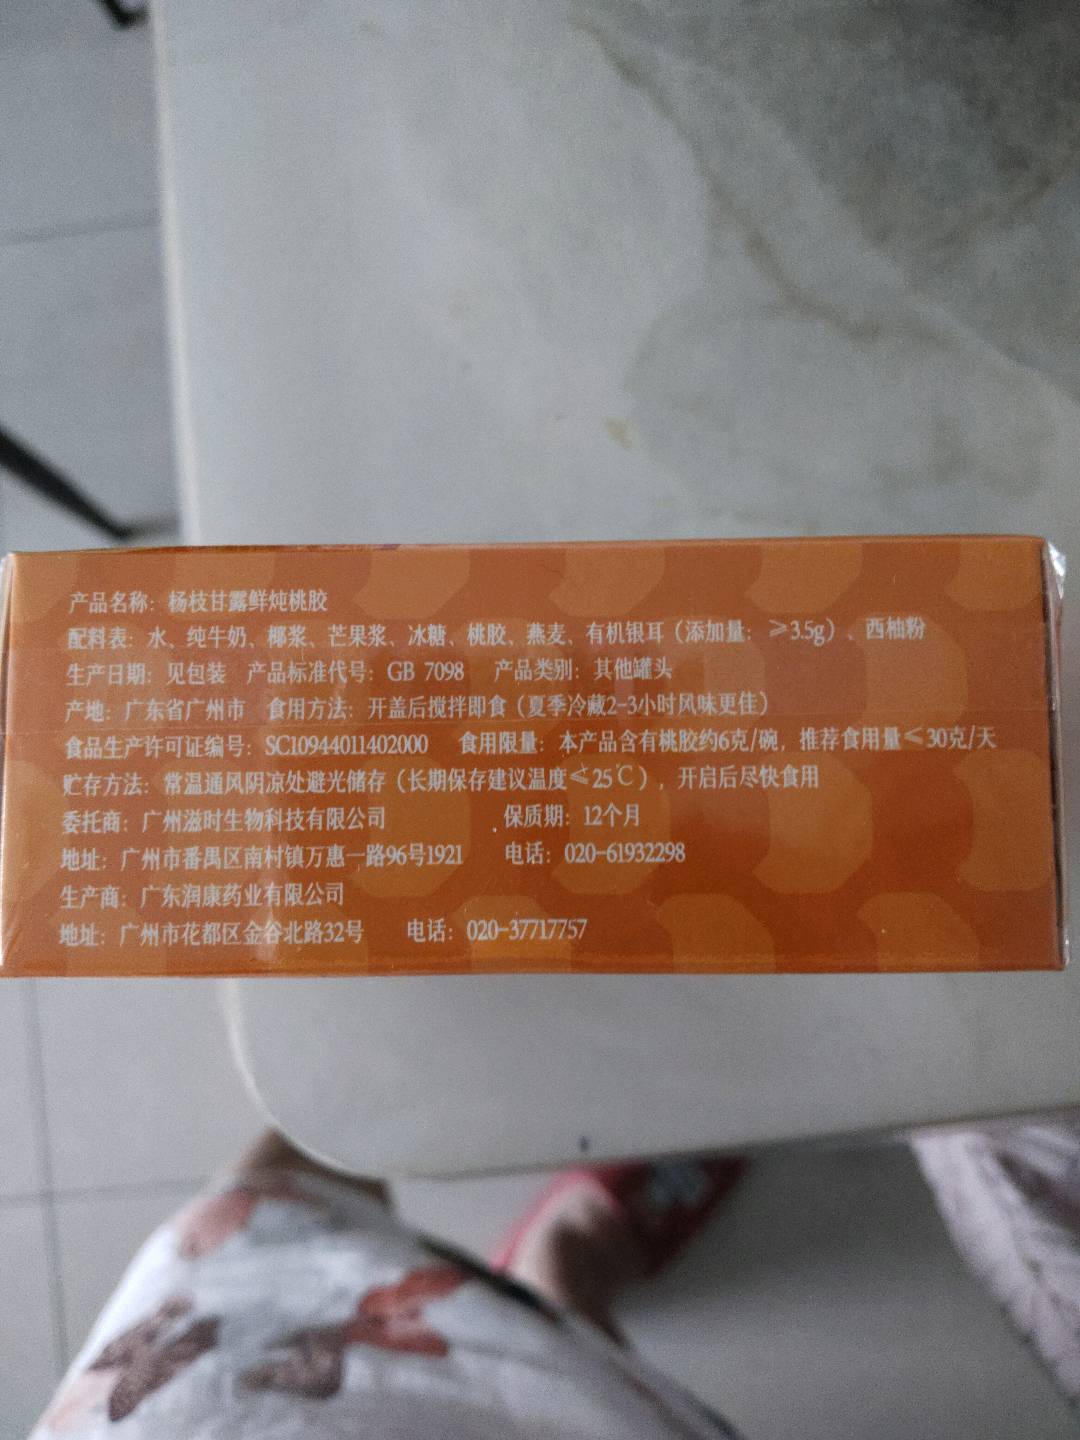 产品名称：杨枝甘露鲜炖桃胶
配料表：水、纯牛奶、椰浆、芒果浆、冰糖、桃胶、燕麦、有机银耳（添加量：≥3.5g）、西柚粉
生产日期：见包装 产品标准代号：GB 7098 产品类别：其他罐头
产地：广东省广州市 食用方法：开盖后搅拌即食（夏季冷藏2-3小时风味更佳）
食品生产许可证编号：SC10944011402000 食用限量：本产品含有桃胶约6克/碗，推荐食用量≤30克/天
贮存方法：常温通风阴凉处避光储存（长期保存建议温度≤25℃），开启后尽快食用
委托商：广州滋时生物科技有限公司 保质期：12个月
地址：广州市番禺区南村镇万惠一路96号1921 电话：020-61932298
生产商：广东润康药业有限公司
地址：广州市花都区金谷北路32号 电话：020-37717757